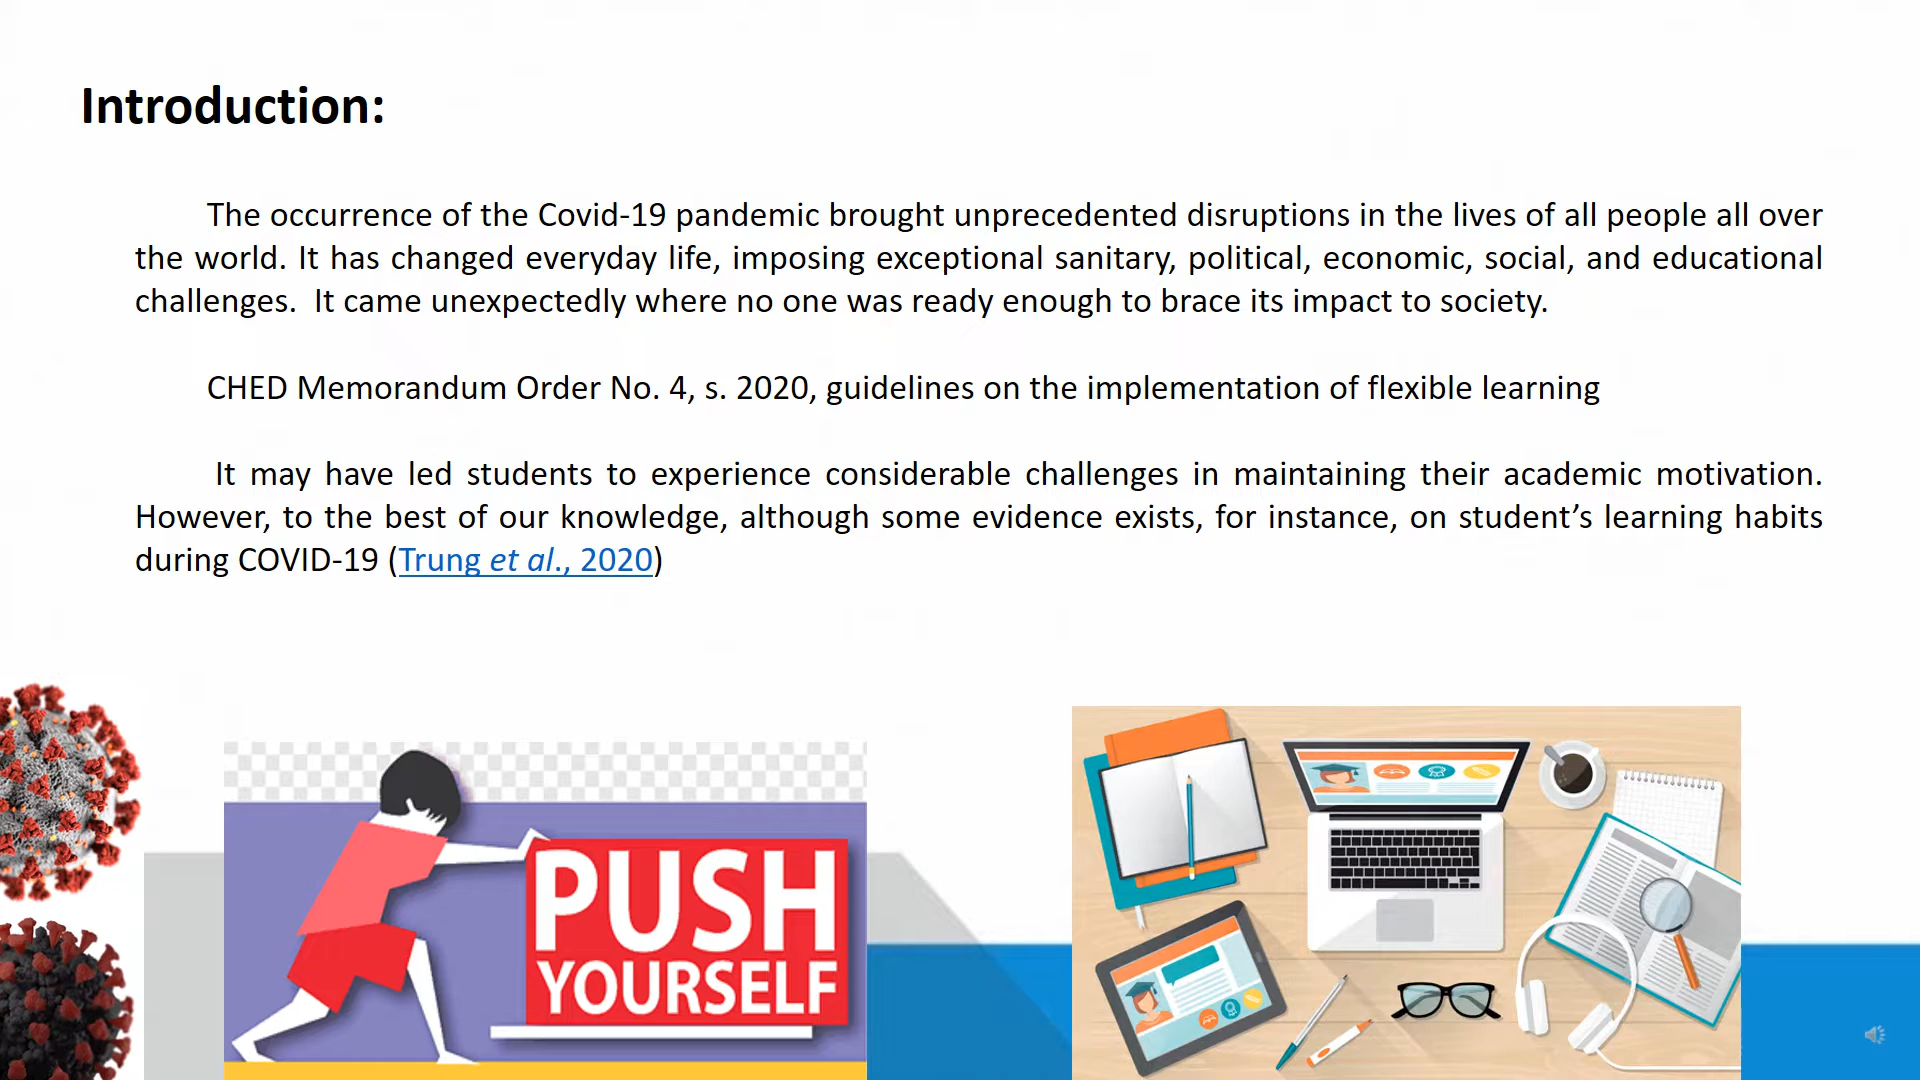 Introduction:
The occurrence of the Covid-19 pandemic brought unprecedented disruptions in the lives of all people all over
the world. It has changed everyday life, imposing exceptional sanitary, political, economic, social, and educational
challenges.  It came unexpectedly where no one was ready enough to brace its impact to society.
CHED Memorandum Order No. 4, s. 2020, guidelines on the implementation of flexible learning
It may have led students to experience considerable challenges in maintaining their academic motivation.
However, to the best of our knowledge, although some evidence exists, for instance, on student’s learning habits
during COVID-19 (Trung et al., 2020)
PUSH
YOURSELF